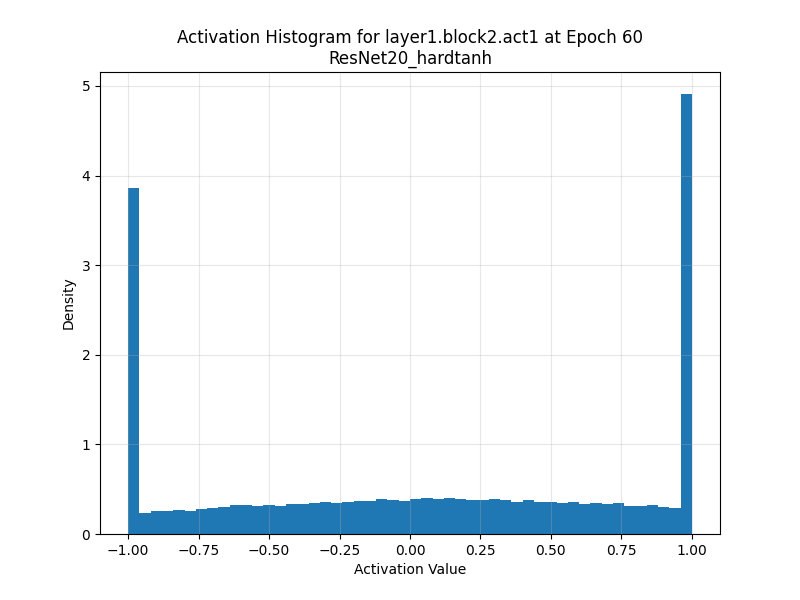 Activation Histogram for layer1.block2.act1 at Epoch 60
ResNet20_hardtanh
5
4
3
2
1
0
Density
−1.00 −0.75 −0.50 −0.25 0.00 0.25 0.50 0.75 1.00
Activation Value